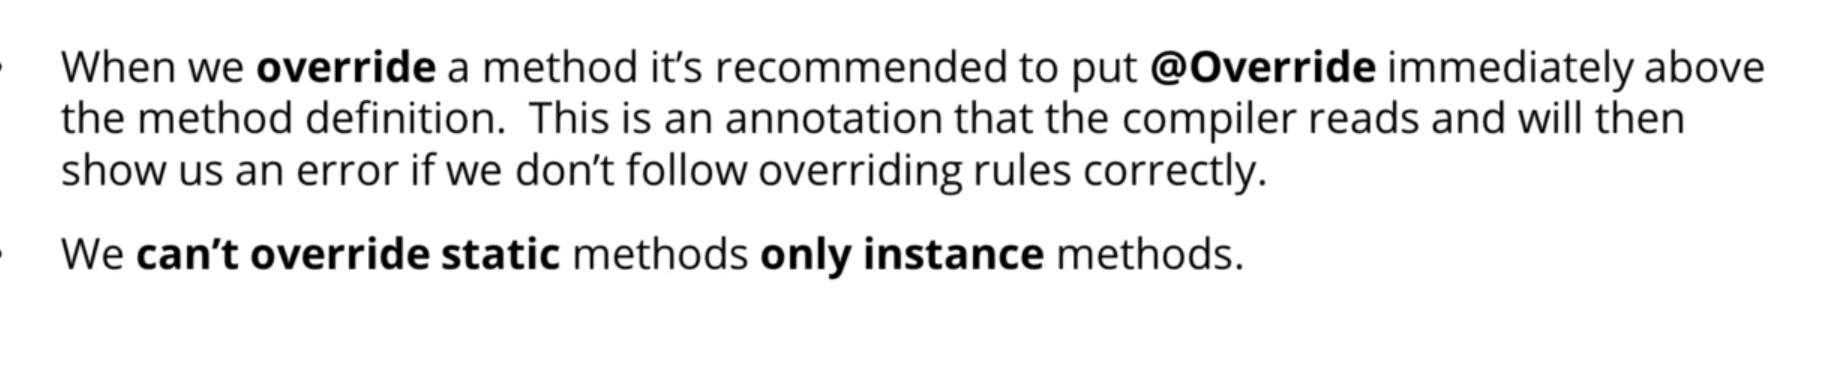 When we override a method it’s recommended to put @Override immediately above
the method definition.  This is an annotation that the compiler reads and will then
show us an error if we don’t follow overriding rules correctly.
We can’t override static methods only instance methods.